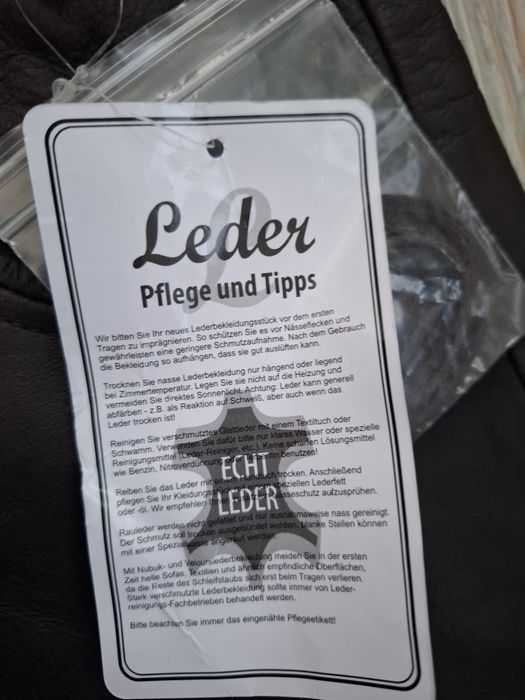 Leder
Pflege und Tipps
Wir bitten Sie Ihr neues Lederbekleidungsstück vor dem ersten
Tragen zu imprägnieren. So schützen Sie es vor Nässeflecken und
gewährleisten eine geringere Schmutzaufnahme. Nach dem Gebrauch
die Bekleidung so aufhängen, dass sie gut auslüften kann.
Trocknen Sie nasse Lederbekleidung nur hängend oder liegend
bei Zimmertemperatur. Legen Sie sie nicht auf die Heizung und
vermeiden Sie direktes Sonnenlicht. Achtung: Leder kann generell
abfärben - z.B. als Reaktion auf Schweiß, aber auch wenn das
Leder trocken ist!
Reinigen Sie verschmutztes Glattleder mit einem Textiltuch oder
Schwamm. Verwenden Sie dafür bitte nur klares Wasser oder spezielle
Reinigungsmittel (Leder-Reiniger, etc.). Keine scharfen Lösungsmittel
wie Benzin, Nitroverdünnung oder benutzen!
Reiben Sie das Leder mit einem trocken. Anschließend
pflegen Sie Ihr speziellen Lederfett
oder -öl. Wir empfehlen Nässeschutz aufzusprühen.
ECHT
LEDER
Rauleder werden nicht gefettet und nur ausnahmsweise nass gereinigt.
Der Schmutz soll trocken ausgebürstet werden, blanke Stellen können
mit einer Spezialbürste angeraut werden.
Mit Nubuk- und Veloursledberbekleidung meiden Sie in der ersten
Zeit helle Sofas, Textilien und ähnlich empfindliche Oberflächen,
da die Reste des Schleifstaubs sich erst beim Tragen verlieren.
Stark verschmutzte Lederbekleidung sollte immer von Leder-
reinigungs-Fachbetrieben behandelt werden.
Bitte beachten Sie immer das eingenähte Pflegeetikett!